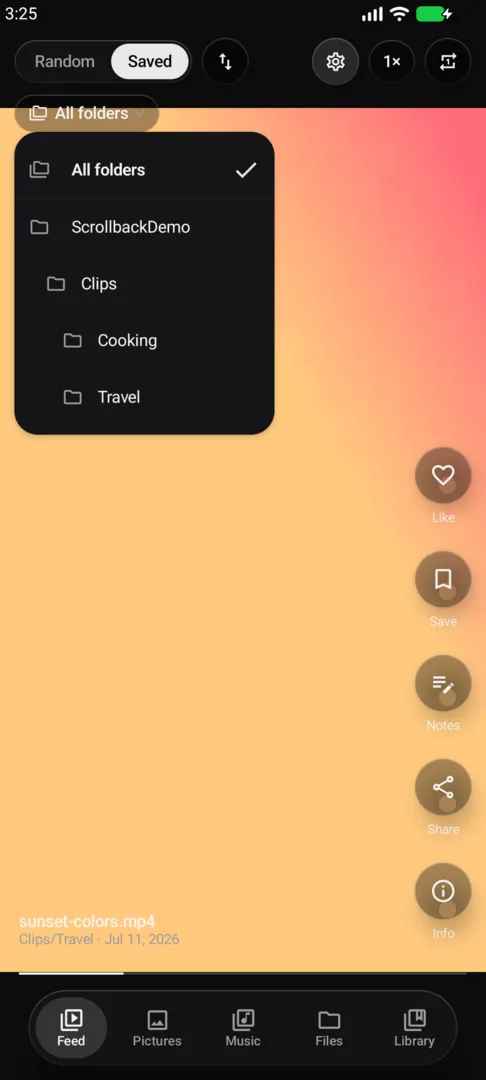 3:25
Random Saved 1×
All folders
All folders
ScrollbackDemo
Clips
Cooking
Travel
Like
Save
Notes
Share
Info
sunset-colors.mp4
Clips/Travel · Jul 11, 2026
Feed Pictures Music Files Library